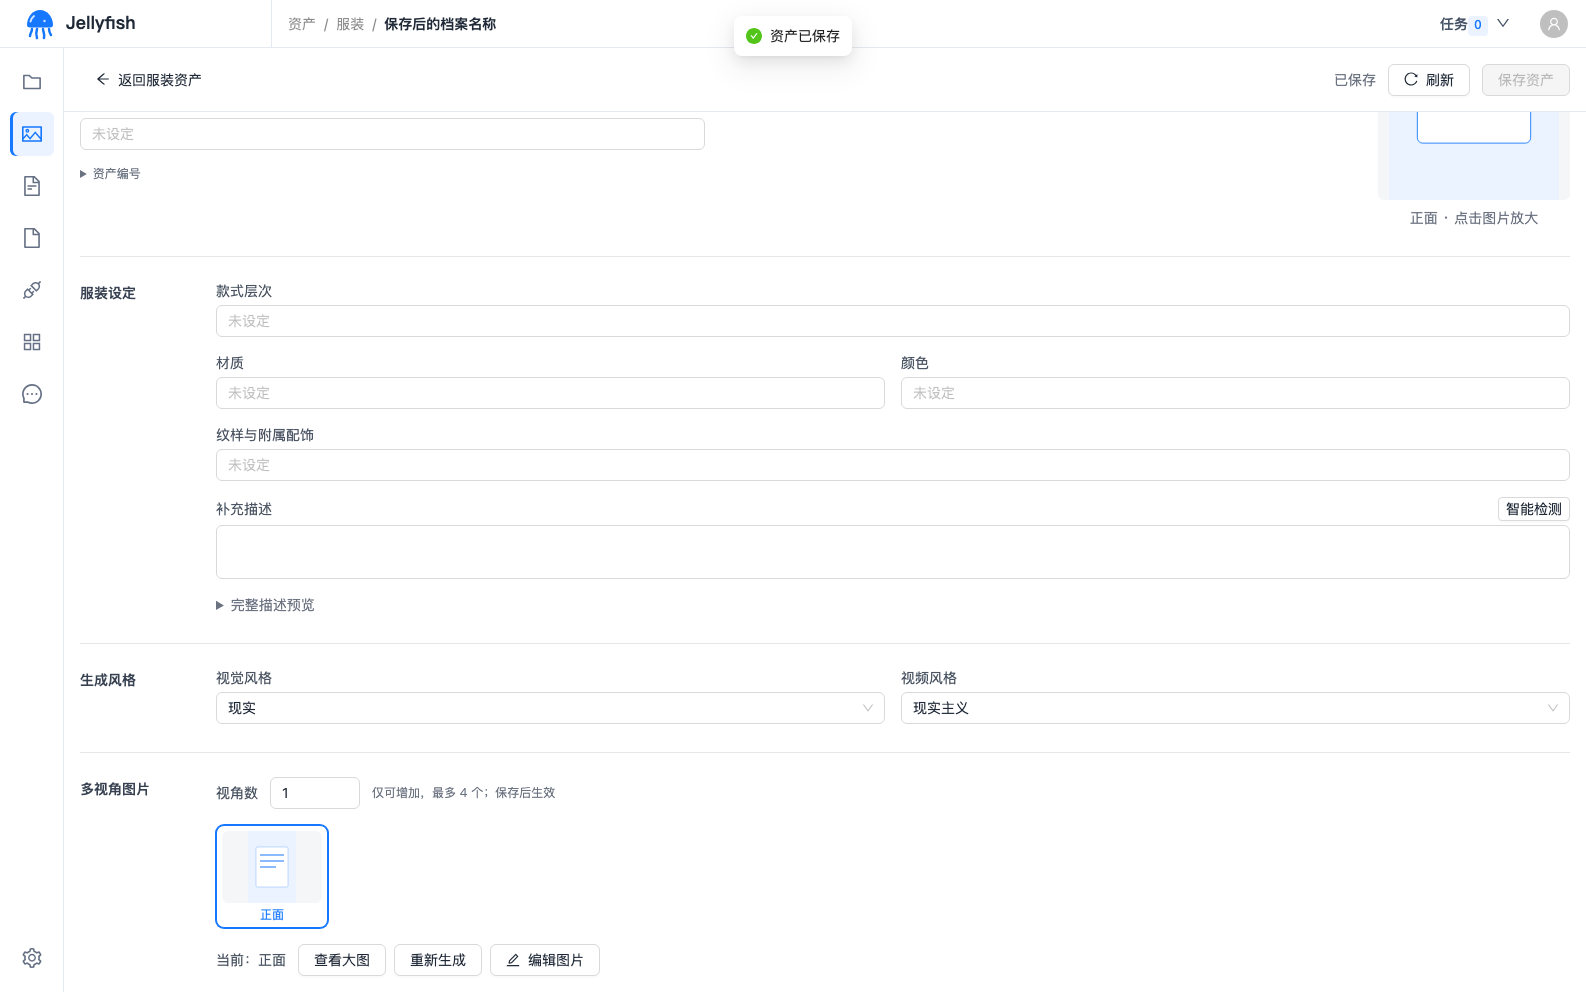 Jellyfish
资产 / 服装 / 保存后的档案名称
资产已保存
任务 0
返回服装资产
已保存
刷新
保存资产
未设定
资产编号
正面 · 点击图片放大
服装设定
款式层次
未设定
材质
颜色
未设定
未设定
纹样与附属配饰
未设定
补充描述
智能检测
完整描述预览
生成风格
视觉风格
视频风格
现实
现实主义
多视角图片
视角数
1
仅可增加，最多 4 个；保存后生效
正面
当前：正面
查看大图
重新生成
编辑图片